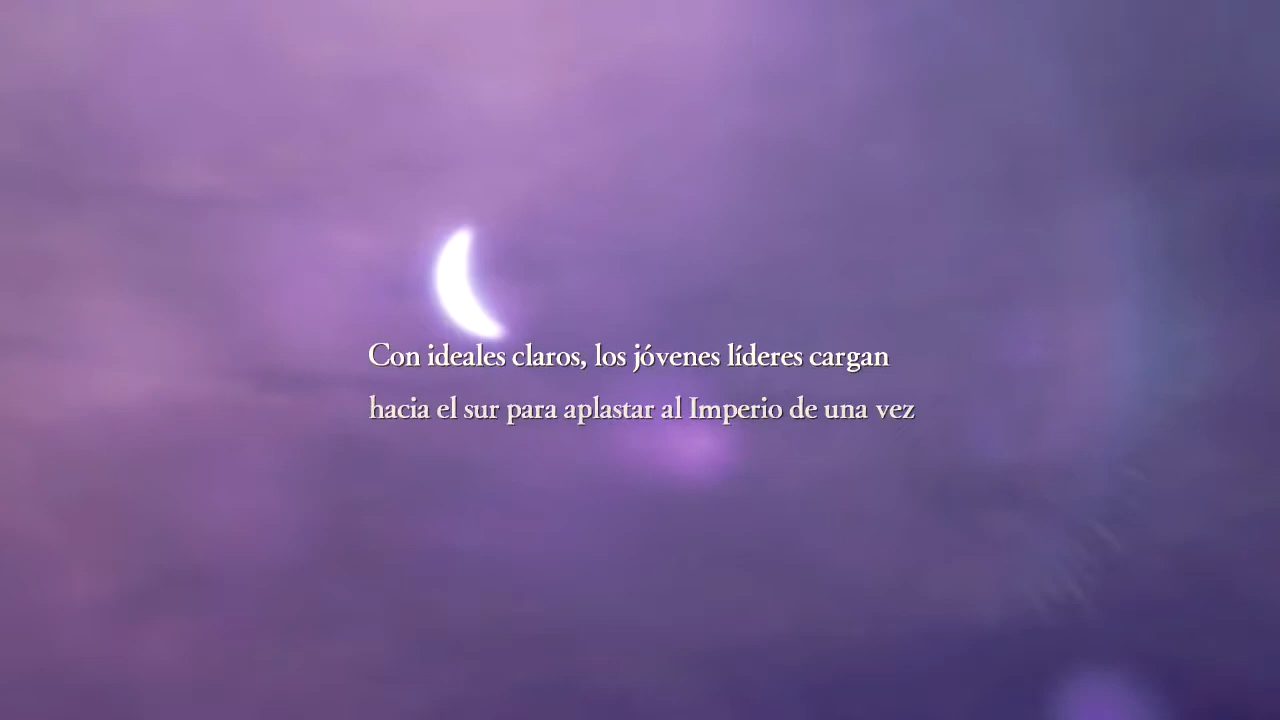 Con ideales claros, los jóvenes líderes cargan
hacia el sur para aplastar al Imperio de una vez